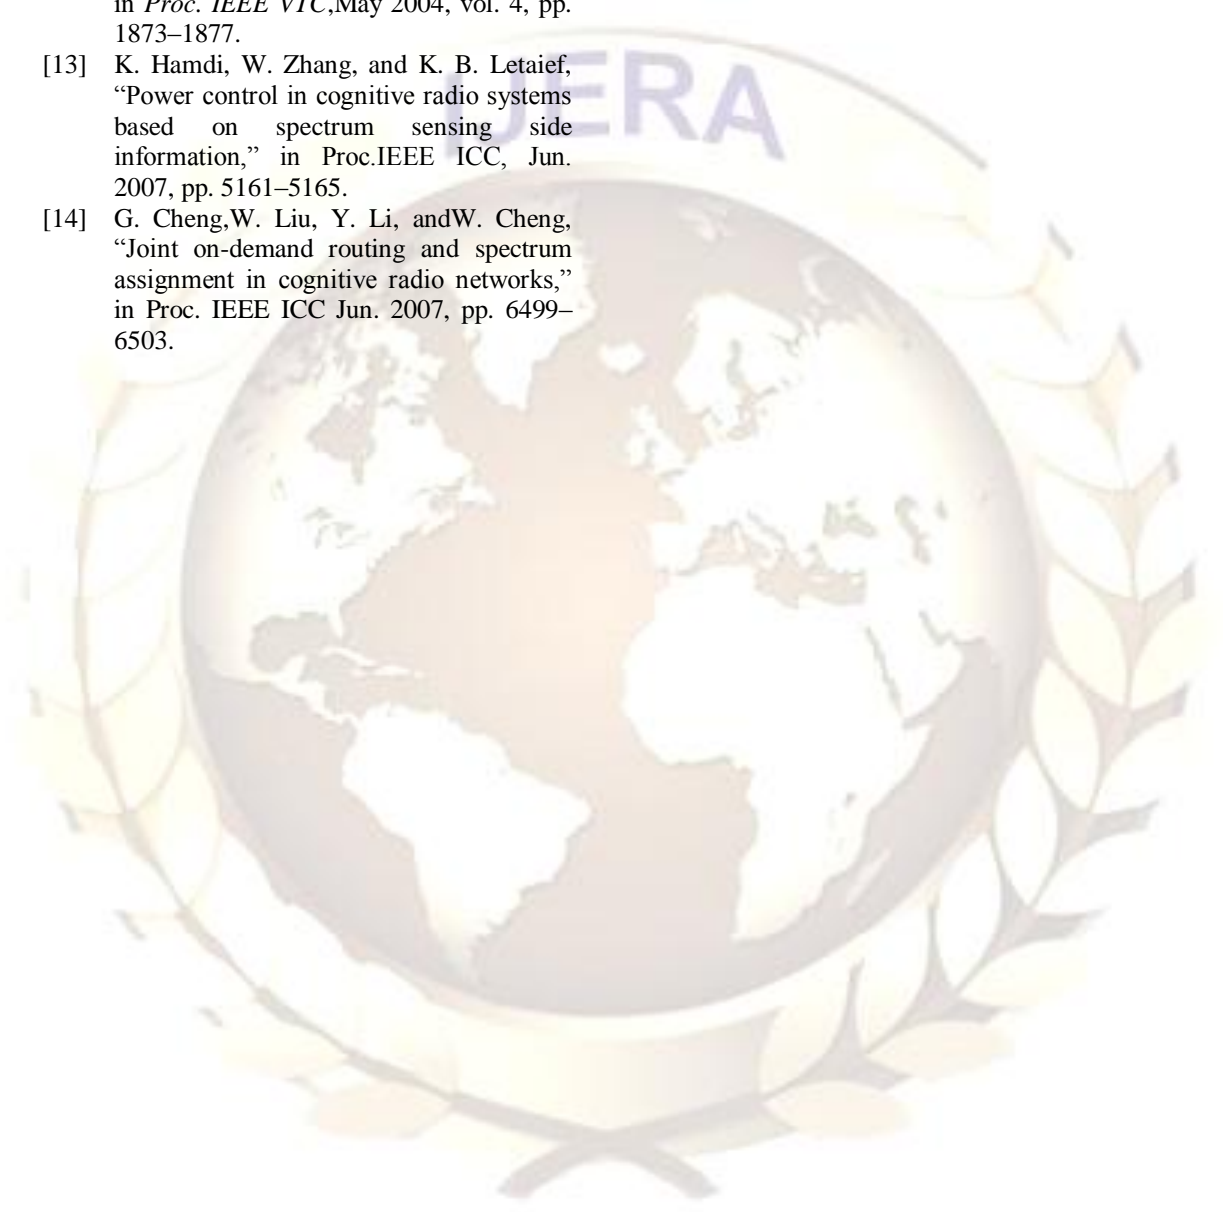 in Proc. IEEE VTC,May 2004, vol. 4, pp.
1873–1877.
[13] K. Hamdi, W. Zhang, and K. B. Letaief,
“Power control in cognitive radio systems
based on spectrum sensing side
information,” in Proc.IEEE ICC, Jun.
2007, pp. 5161–5165.
[14] G. Cheng,W. Liu, Y. Li, andW. Cheng,
“Joint on-demand routing and spectrum
assignment in cognitive radio networks,”
in Proc. IEEE ICC Jun. 2007, pp. 6499–
6503.
IJERA